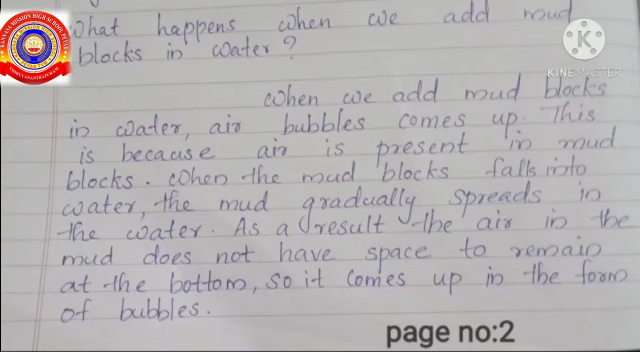 What happens when we add mud
blocks in water?
when we add mud blocks
in water, air bubbles comes up. This
is because air is present in mud
blocks. When the mud blocks falls into
water, the mud gradually spreads in
the water. As a result the air in the
mud does not have space to remain
at the bottom, so it comes up in the form
of bubbles.
page no:2
KINEMASTER